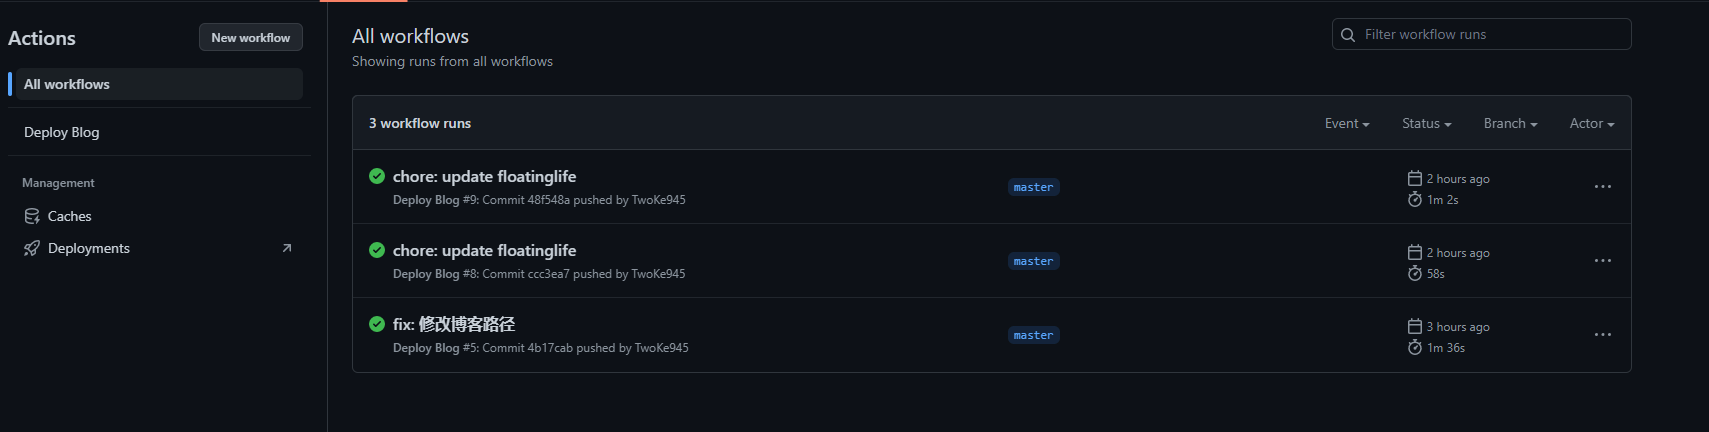 Actions
New workflow
All workflows
Deploy Blog
Management
Caches
Deployments
All workflows
Showing runs from all workflows
Filter workflow runs
3 workflow runs
Event
Status
Branch
Actor
chore: update floatinglife
Deploy Blog #9: Commit 48f548a pushed by TwoKe945
master
2 hours ago
1m 2s
chore: update floatinglife
Deploy Blog #8: Commit ccc3ea7 pushed by TwoKe945
master
2 hours ago
58s
fix: 修改博客路径
Deploy Blog #5: Commit 4b17cab pushed by TwoKe945
master
3 hours ago
1m 36s